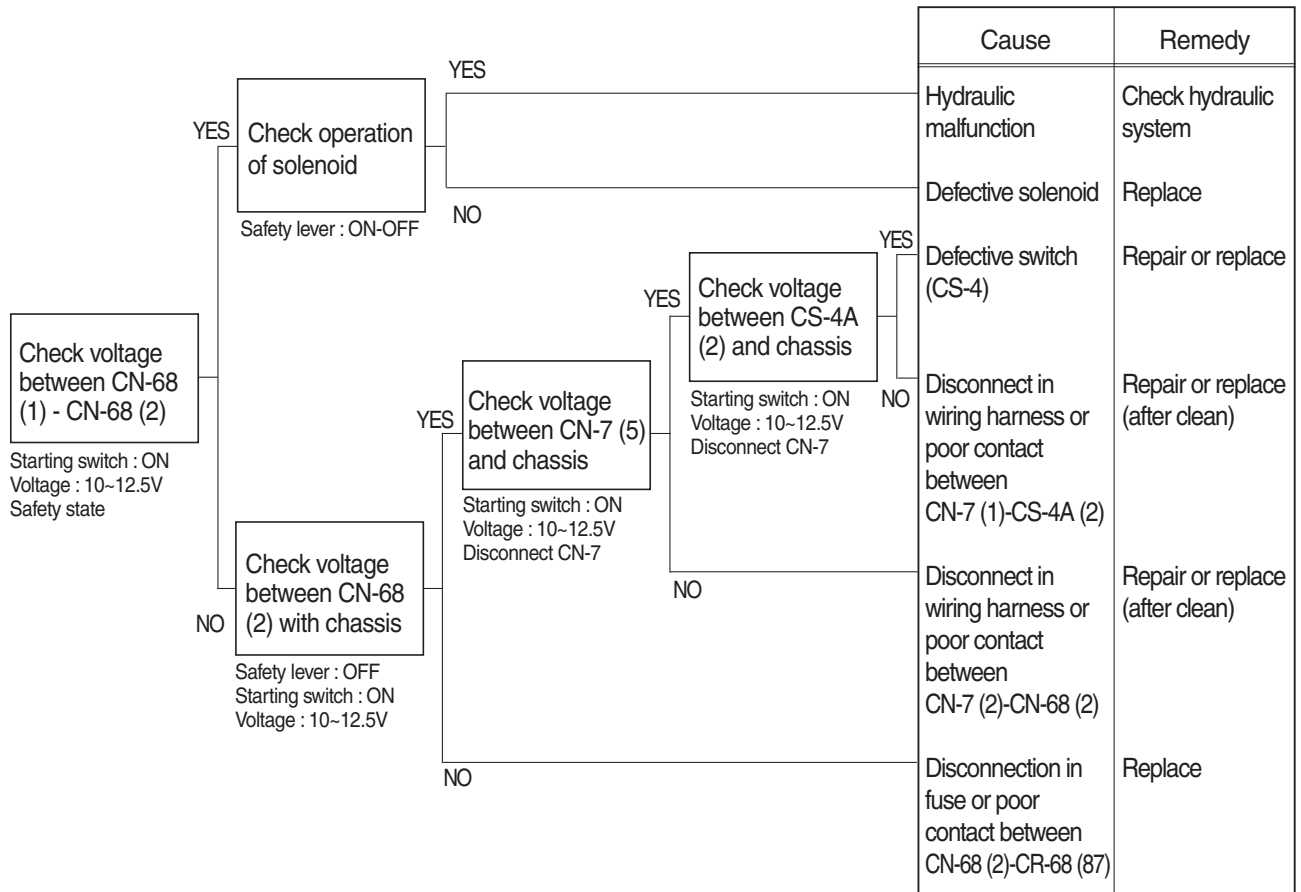 Cause
Remedy
YES
Hydraulic
malfunction
Check hydraulic
system
YES
Check operation
of solenoid
Safety lever : ON-OFF
NO
Defective solenoid
Replace
YES
Defective switch
(CS-4)
Repair or replace
YES
Check voltage
between CS-4A
(2) and chassis
Starting switch : ON
Voltage : 10~12.5V
Disconnect CN-7
NO
Disconnect in
wiring harness or
poor contact
between
CN-7 (1)-CS-4A (2)
Repair or replace
(after clean)
Check voltage
between CN-68
(1) - CN-68 (2)
Starting switch : ON
Voltage : 10~12.5V
Safety state
YES
Check voltage
between CN-7 (5)
and chassis
Starting switch : ON
Voltage : 10~12.5V
Disconnect CN-7
NO
Disconnect in
wiring harness or
poor contact
between
CN-7 (2)-CN-68 (2)
Repair or replace
(after clean)
NO
Check voltage
between CN-68
(2) with chassis
Safety lever : OFF
Starting switch : ON
Voltage : 10~12.5V
NO
Disconnection in
fuse or poor
contact between
CN-68 (2)-CR-68 (87)
Replace